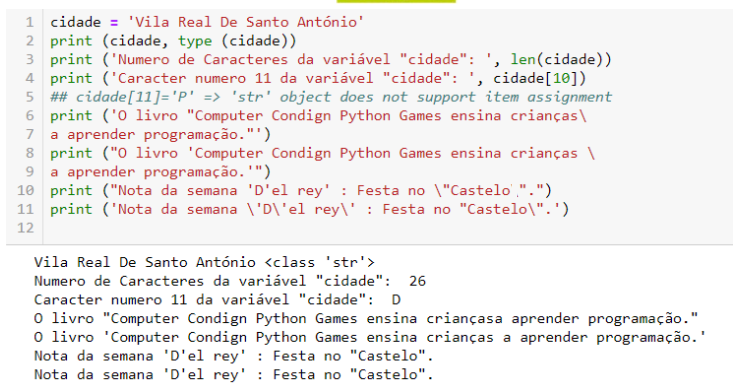 1 cidade = 'Vila Real De Santo António'
2 print (cidade, type (cidade))
3 print ('Numero de Caracteres da variável "cidade": ', len(cidade))
4 print ('Caracter numero 11 da variável "cidade": ', cidade[10])
5 ## cidade[11]='P' => 'str' object does not support item assignment
6 print ('O livro "Computer Condign Python Games ensina crianças\
7 a aprender programação."')
8 print ("O livro 'Computer Condign Python Games ensina crianças \
9 a aprender programação.'")
10 print ("Nota da semana 'D'el rey' : Festa no \"Castelo\".")
11 print ('Nota da semana \'D\'el rey\' : Festa no "Castelo\".')
12
Vila Real De Santo António <class 'str'>
Numero de Caracteres da variável "cidade":  26
Caracter numero 11 da variável "cidade":  D
O livro "Computer Condign Python Games ensina criançasa aprender programação."
O livro 'Computer Condign Python Games ensina crianças a aprender programação.'
Nota da semana 'D'el rey' : Festa no "Castelo".
Nota da semana 'D'el rey' : Festa no "Castelo".